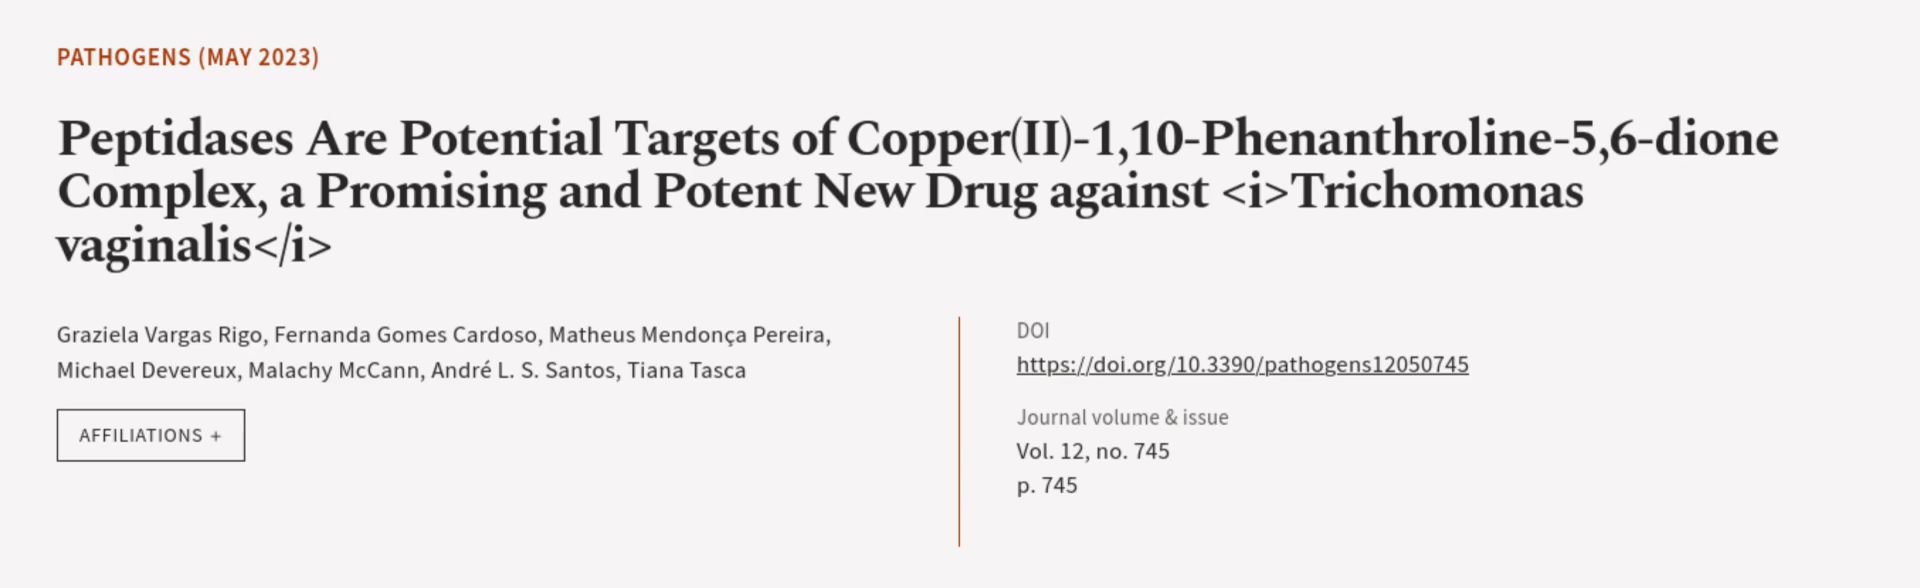 PATHOGENS (MAY 2023)
Peptidases Are Potential Targets of Copper(II)-1,10-Phenanthroline-5,6-dione
Complex, a Promising and Potent New Drug against <i>Trichomonas
vaginalis</i>
Graziela Vargas Rigo, Fernanda Gomes Cardoso, Matheus Mendonça Pereira,
Michael Devereux, Malachy McCann, André L. S. Santos, Tiana Tasca
AFFILIATIONS +
DOI
https://doi.org/10.3390/pathogens12050745
Journal volume & issue
Vol. 12, no. 745
p. 745